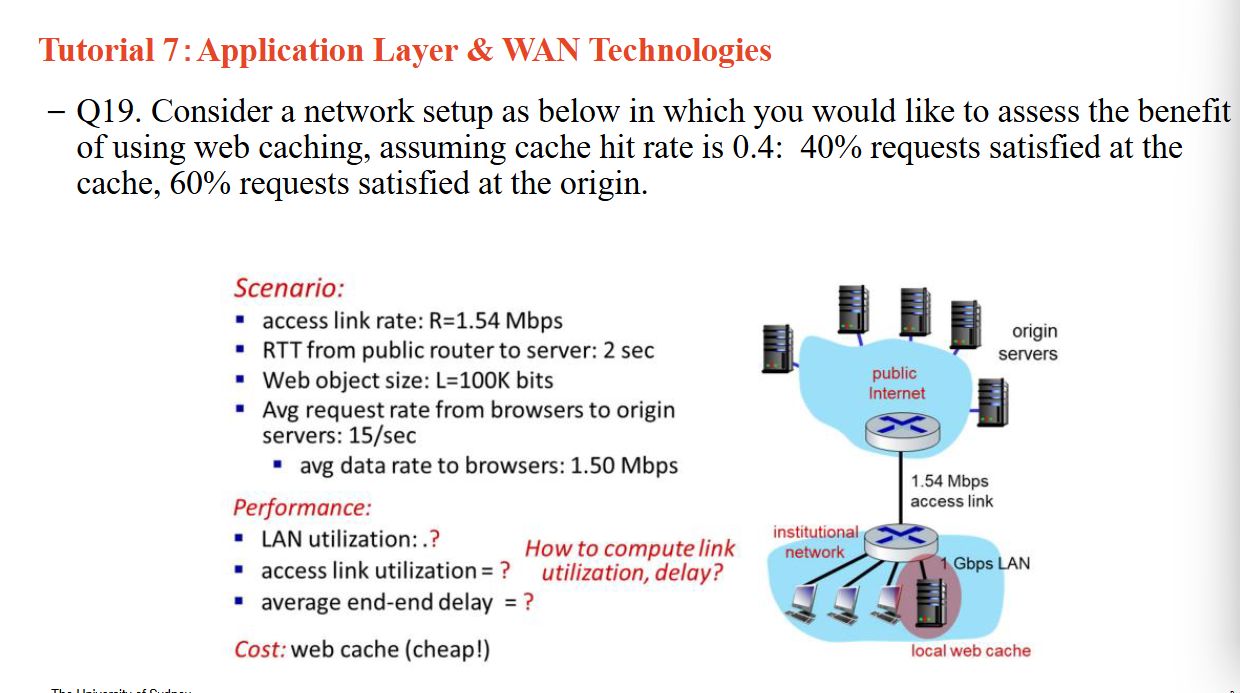 Tutorial 7: Application Layer & WAN Technologies
– Q19. Consider a network setup as below in which you would like to assess the benefit
of using web caching, assuming cache hit rate is 0.4: 40% requests satisfied at the
cache, 60% requests satisfied at the origin.
Scenario:
▪ access link rate: R=1.54 Mbps
▪ RTT from public router to server: 2 sec
▪ Web object size: L=100K bits
▪ Avg request rate from browsers to origin
servers: 15/sec
▪ avg data rate to browsers: 1.50 Mbps
Performance:
▪ LAN utilization: .?
▪ access link utilization = ?
▪ average end-end delay = ?
How to compute link
utilization, delay?
Cost: web cache (cheap!)
origin
servers
public
Internet
1.54 Mbps
access link
institutional
network
1 Gbps LAN
local web cache